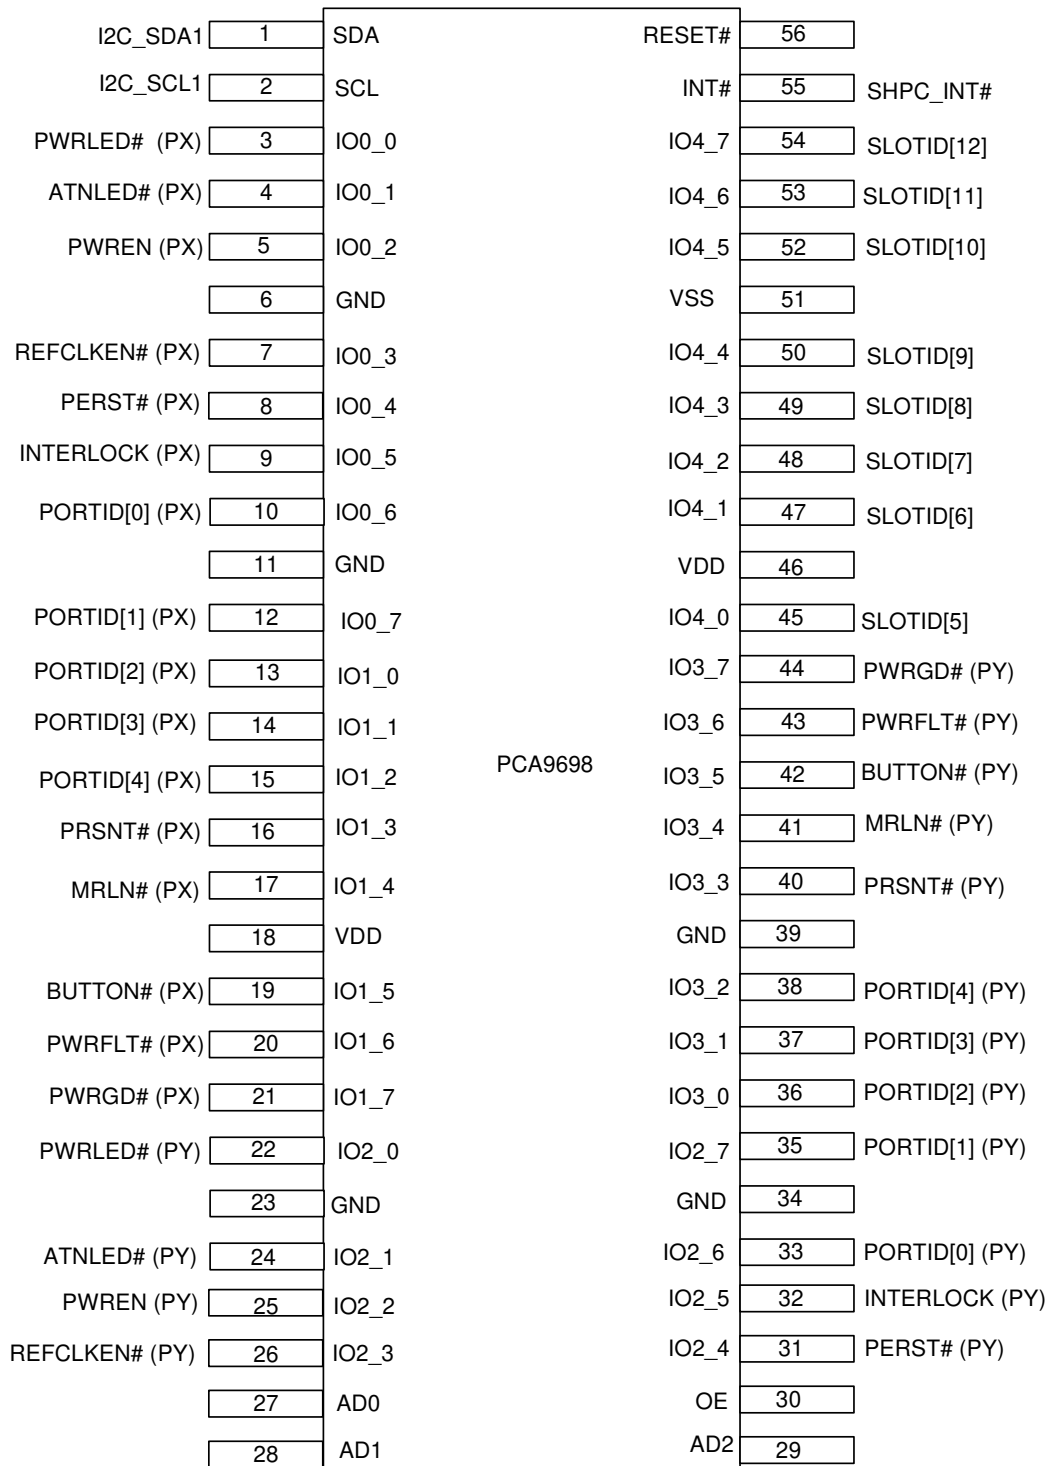 I2C_SDA1 1 SDA RESET# 56
I2C_SCL1 2 SCL INT# 55 SHPC_INT#
PWRLED# (PX) 3 IO0_0 IO4_7 54 SLOTID[12]
ATNLED# (PX) 4 IO0_1 IO4_6 53 SLOTID[11]
PWREN (PX) 5 IO0_2 IO4_5 52 SLOTID[10]
6 GND VSS 51
REFCLKEN# (PX) 7 IO0_3 IO4_4 50 SLOTID[9]
PERST# (PX) 8 IO0_4 IO4_3 49 SLOTID[8]
INTERLOCK (PX) 9 IO0_5 IO4_2 48 SLOTID[7]
PORTID[0] (PX) 10 IO0_6 IO4_1 47 SLOTID[6]
11 GND VDD 46
PORTID[1] (PX) 12 IO0_7 IO4_0 45 SLOTID[5]
PORTID[2] (PX) 13 IO1_0 IO3_7 44 PWRGD# (PY)
PORTID[3] (PX) 14 IO1_1 IO3_6 43 PWRFLT# (PY)
PCA9698
PORTID[4] (PX) 15 IO1_2 IO3_5 42 BUTTON# (PY)
PRSNT# (PX) 16 IO1_3 IO3_4 41 MRLN# (PY)
MRLN# (PX) 17 IO1_4 IO3_3 40 PRSNT# (PY)
18 VDD GND 39
BUTTON# (PX) 19 IO1_5 IO3_2 38 PORTID[4] (PY)
PWRFLT# (PX) 20 IO1_6 IO3_1 37 PORTID[3] (PY)
PWRGD# (PX) 21 IO1_7 IO3_0 36 PORTID[2] (PY)
PWRLED# (PY) 22 IO2_0 IO2_7 35 PORTID[1] (PY)
23 GND GND 34
ATNLED# (PY) 24 IO2_1 IO2_6 33 PORTID[0] (PY)
PWREN (PY) 25 IO2_2 IO2_5 32 INTERLOCK (PY)
REFCLKEN# (PY) 26 IO2_3 IO2_4 31 PERST# (PY)
27 AD0 OE 30
28 AD1 AD2 29